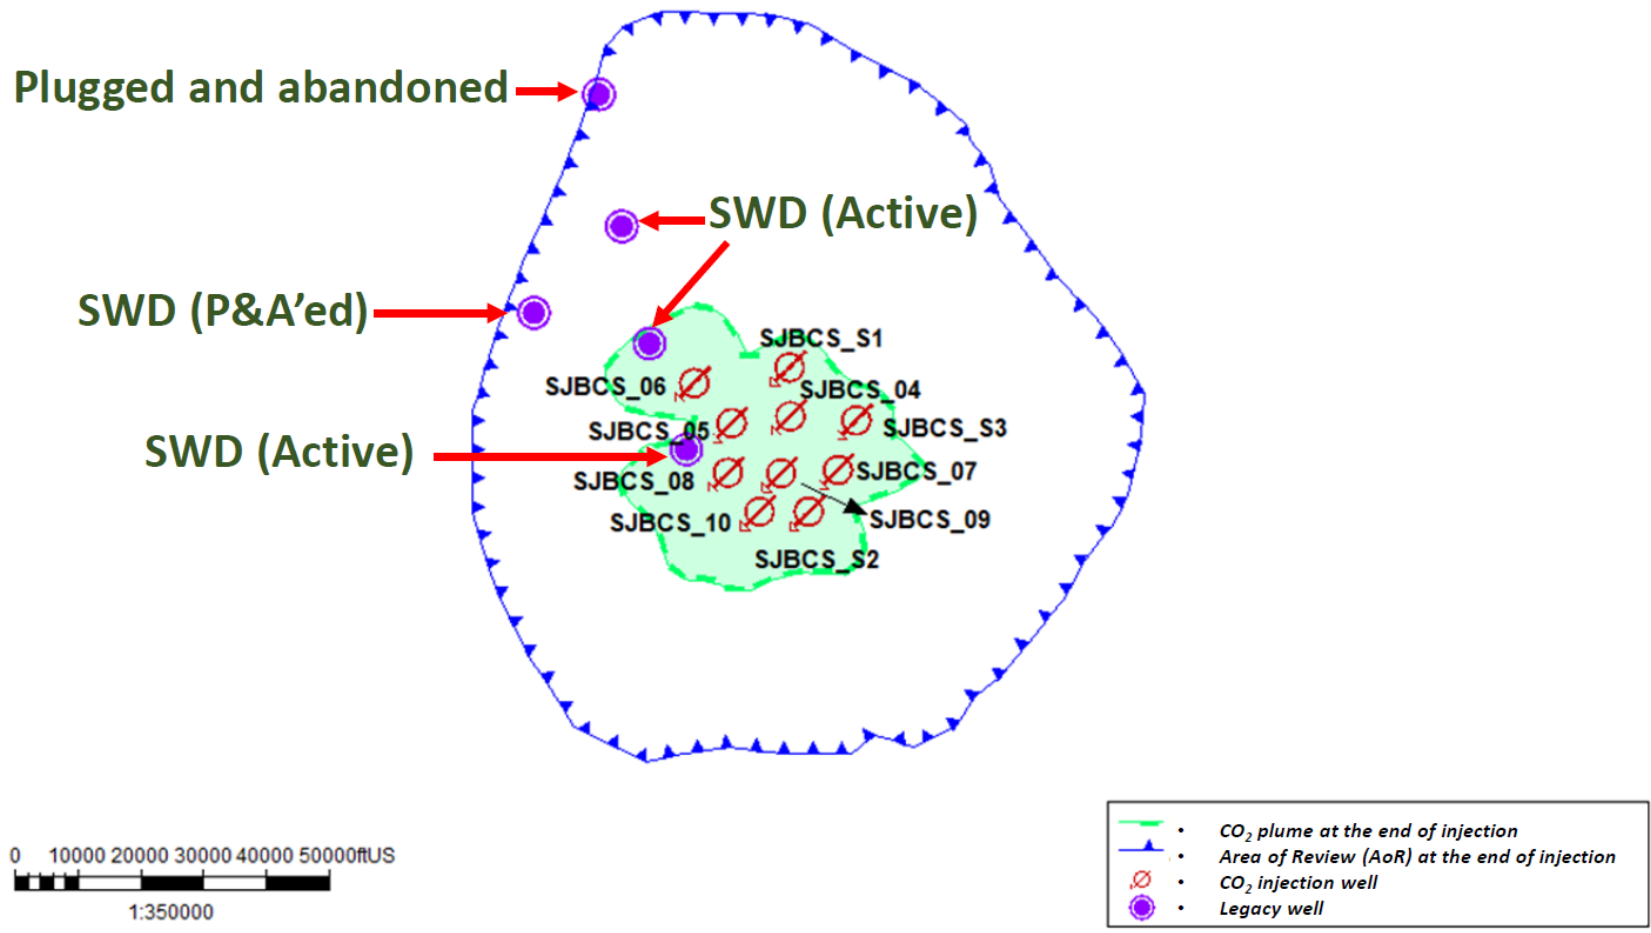 Plugged and abandoned
SWD (Active)
SWD (P&A’ed)
SJBCS_S1
SJBCS_06
SJBCS_04
SJBCS_05
SJBCS_S3
SWD (Active)
SJBCS_08
SJBCS_07
SJBCS_10
SJBCS_09
SJBCS_S2
0 10000 20000 30000 40000 50000ftUS
1:350000
• CO₂ plume at the end of injection
• Area of Review (AoR) at the end of injection
• CO₂ injection well
• Legacy well